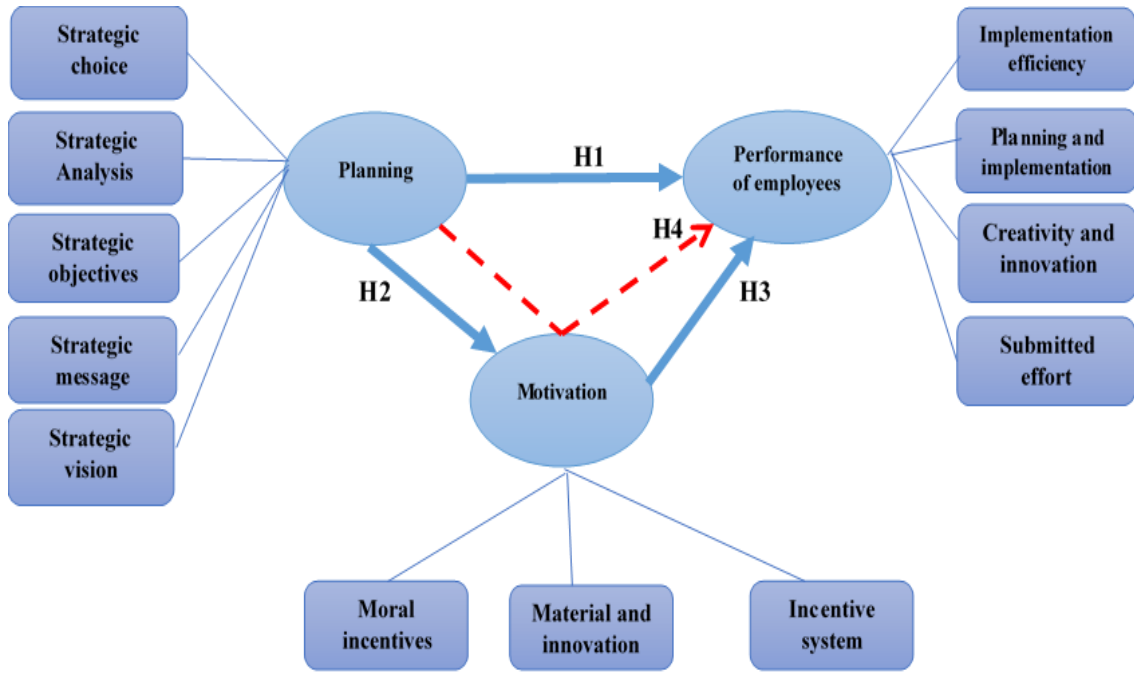 Strategic
choice
Strategic
Analysis
Strategic
objectives
Strategic
message
Strategic
vision
Planning
H1
H2
Performance
of employees
H4
H3
Motivation
Implementation
efficiency
Planning and
implementation
Creativity and
innovation
Submitted
effort
Moral
incentives
Material and
innovation
Incentive
system